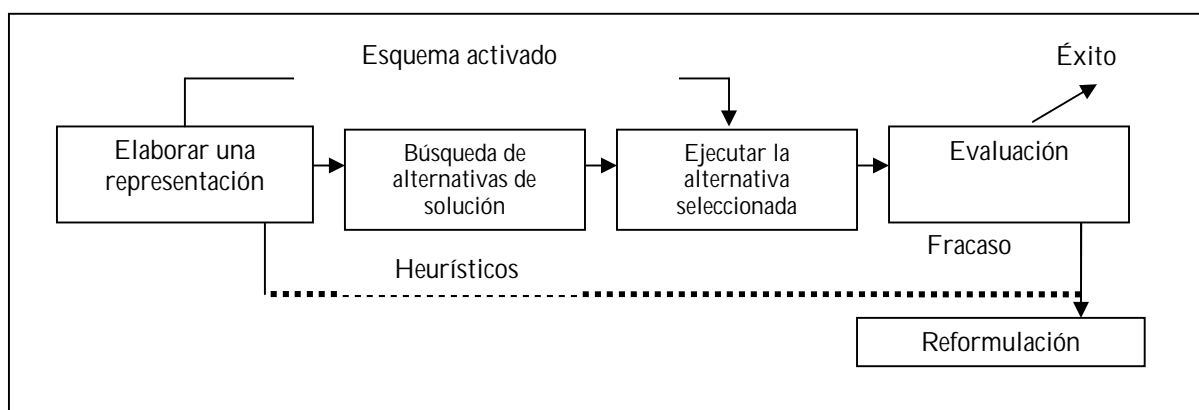 Esquema activado
Éxito
Elaborar una
representación
Búsqueda de
alternativas de
solución
Ejecutar la
alternativa
seleccionada
Evaluación
Fracaso
Heurísticos
Reformulación